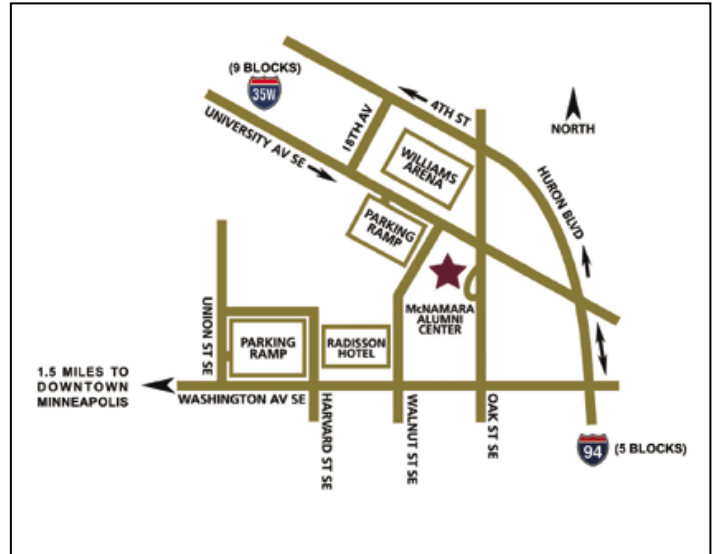 (9 BLOCKS)
35W
4TH ST
18TH AV
NORTH
UNIVERSITY AV SE
WILLIAMS
ARENA
HURON BLVD
PARKING
RAMP
McNAMARA
ALUMNI
CENTER
UNION ST SE
PARKING
RAMP
RADISSON
HOTEL
1.5 MILES TO
DOWNTOWN
MINNEAPOLIS
WASHINGTON AV SE
HARVARD ST SE
WALNUT ST SE
OAK ST SE
94
(5 BLOCKS)